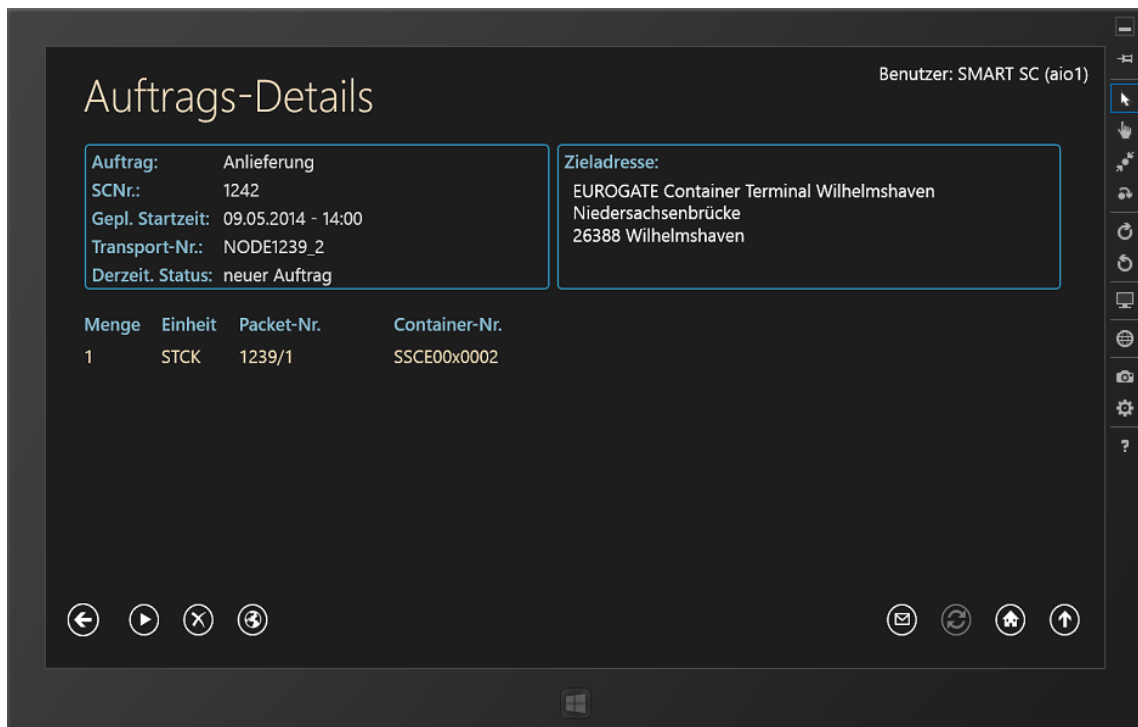 Benutzer: SMART SC (aio1)
Auftrags-Details
Auftrag: Anlieferung
SCNr.: 1242
Gepl. Startzeit: 09.05.2014 - 14:00
Transport-Nr.: NODE1239_2
Derzeit. Status: neuer Auftrag
Zieladresse:
EUROGATE Container Terminal Wilhelmshaven
Niedersachsenbrücke
26388 Wilhelmshaven
Menge Einheit Packet-Nr. Container-Nr.
1 STCK 1239/1 SSCE00x0002
?